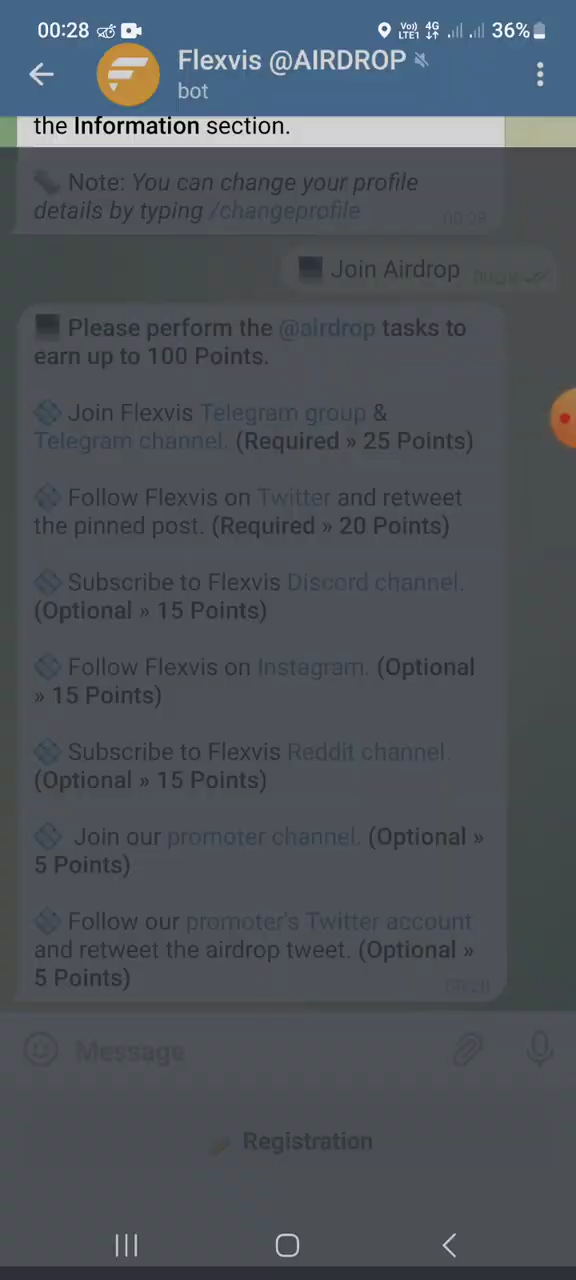 00:28 Vo)) LTE1 4G 36%
Flexvis @AIRDROP
bot
the Information section.
Note: You can change your profile
details by typing /changeprofile
00:09
Join Airdrop
Please perform the @airdrop tasks to
earn up to 100 Points.
Join Flexvis Telegram group &
Telegram channel. (Required » 25 Points)
Follow Flexvis on Twitter and retweet
the pinned post. (Required » 20 Points)
Subscribe to Flexvis Discord channel.
(Optional » 15 Points)
Follow Flexvis on Instagram. (Optional
» 15 Points)
Subscribe to Flexvis Reddit channel.
(Optional » 15 Points)
Join our promoter channel. (Optional »
5 Points)
Follow our promoter's Twitter account
and retweet the airdrop tweet. (Optional »
5 Points)
Message
Registration